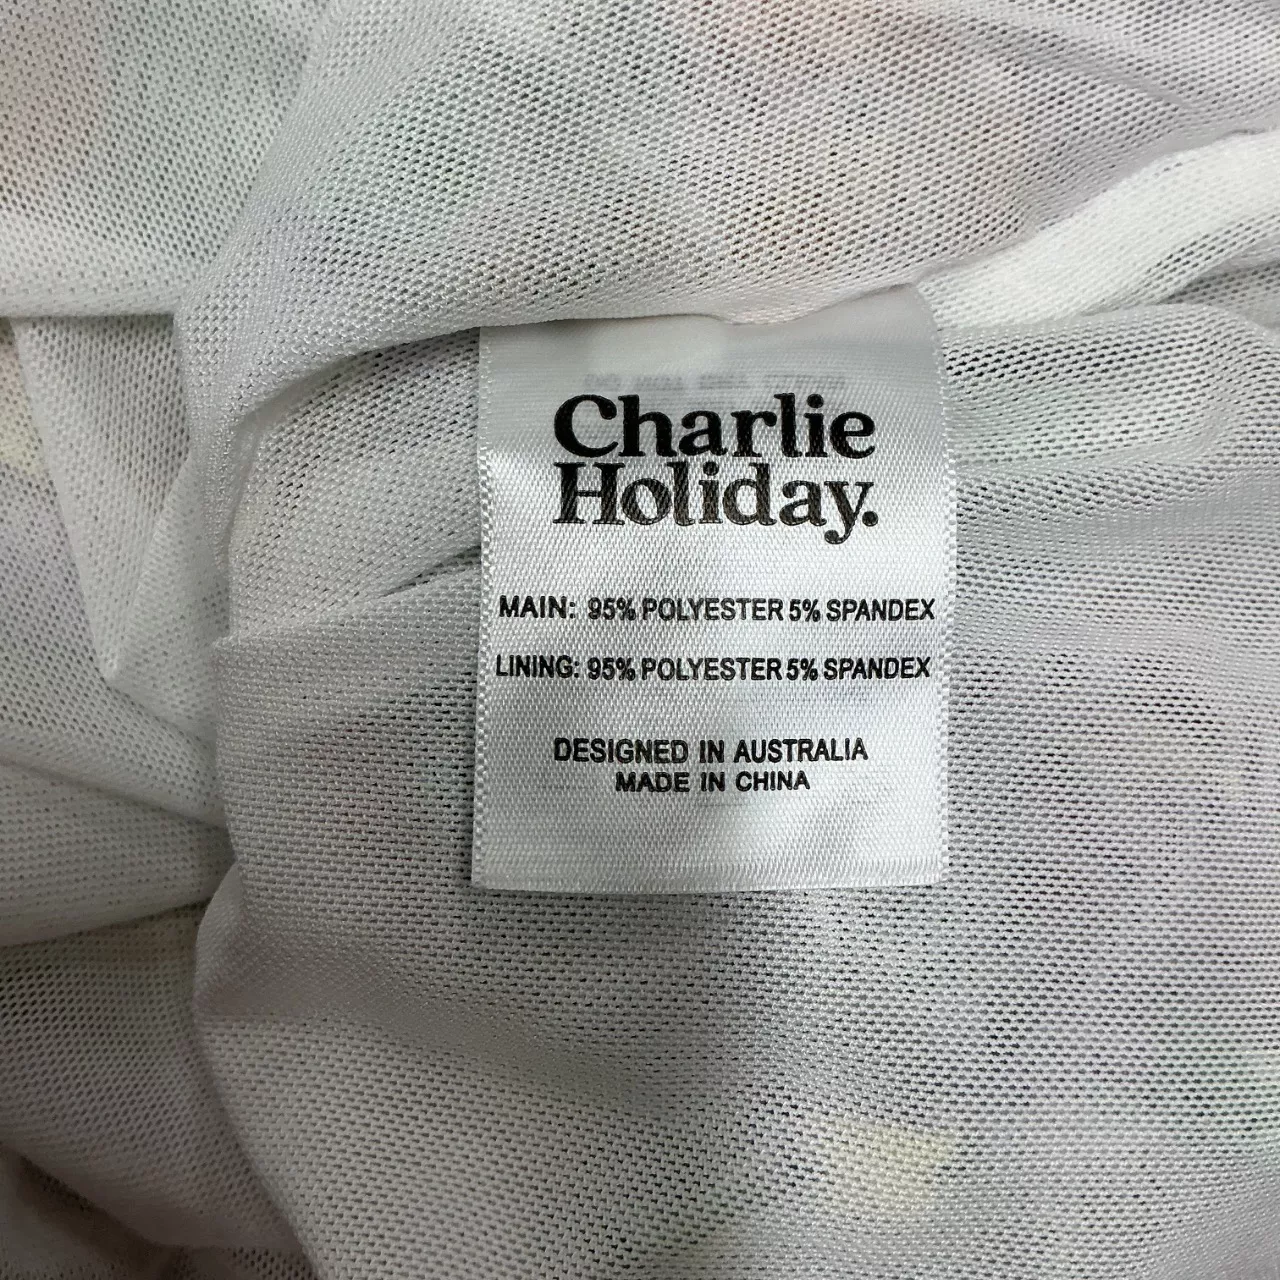 Charlie
Holiday.
MAIN: 95% POLYESTER 5% SPANDEX
LINING: 95% POLYESTER 5% SPANDEX
DESIGNED IN AUSTRALIA
MADE IN CHINA